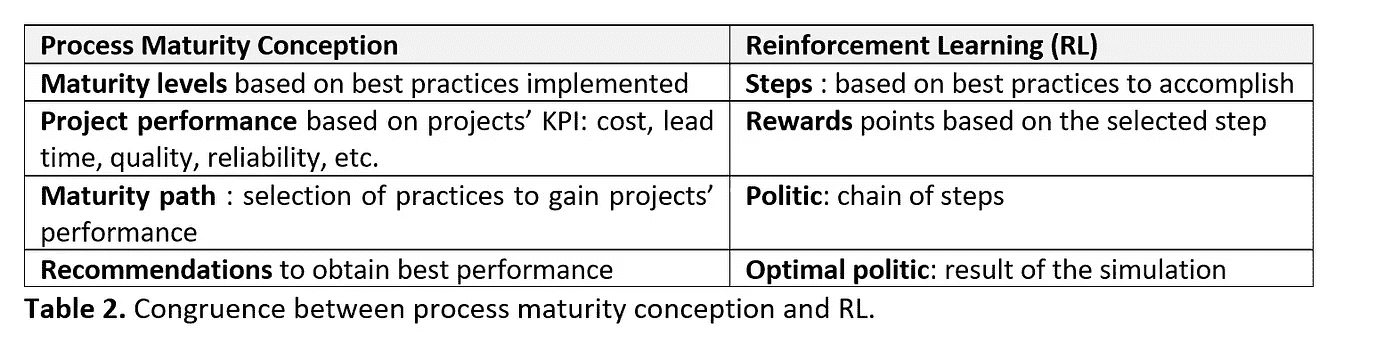 Process Maturity Conception Reinforcement Learning (RL)
Maturity levels based on best practices implemented Steps : based on best practices to accomplish
Project performance based on projects’ KPI: cost, lead Rewards points based on the selected step
time, quality, reliability, etc.
Maturity path : selection of practices to gain projects’ Politic: chain of steps
performance
Recommendations to obtain best performance Optimal politic: result of the simulation
Table 2. Congruence between process maturity conception and RL.